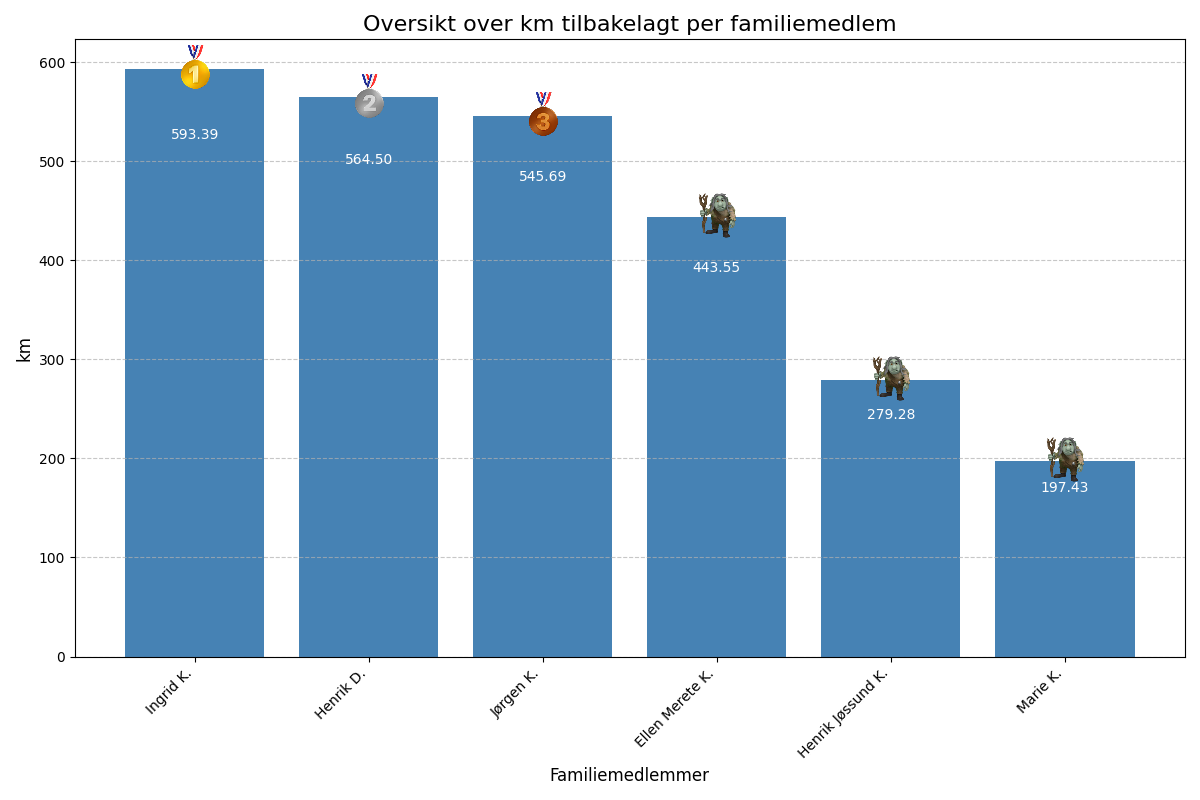 Oversikt over km tilbakelagt per familiemedlem
km
600
500
400
300
200
100
0
1
2
3
593.39
564.50
545.69
443.55
279.28
197.43
Ingrid K.
Henrik D.
Jørgen K.
Ellen Merete K.
Henrik Jøssund K.
Marie K.
Familiemedlemmer